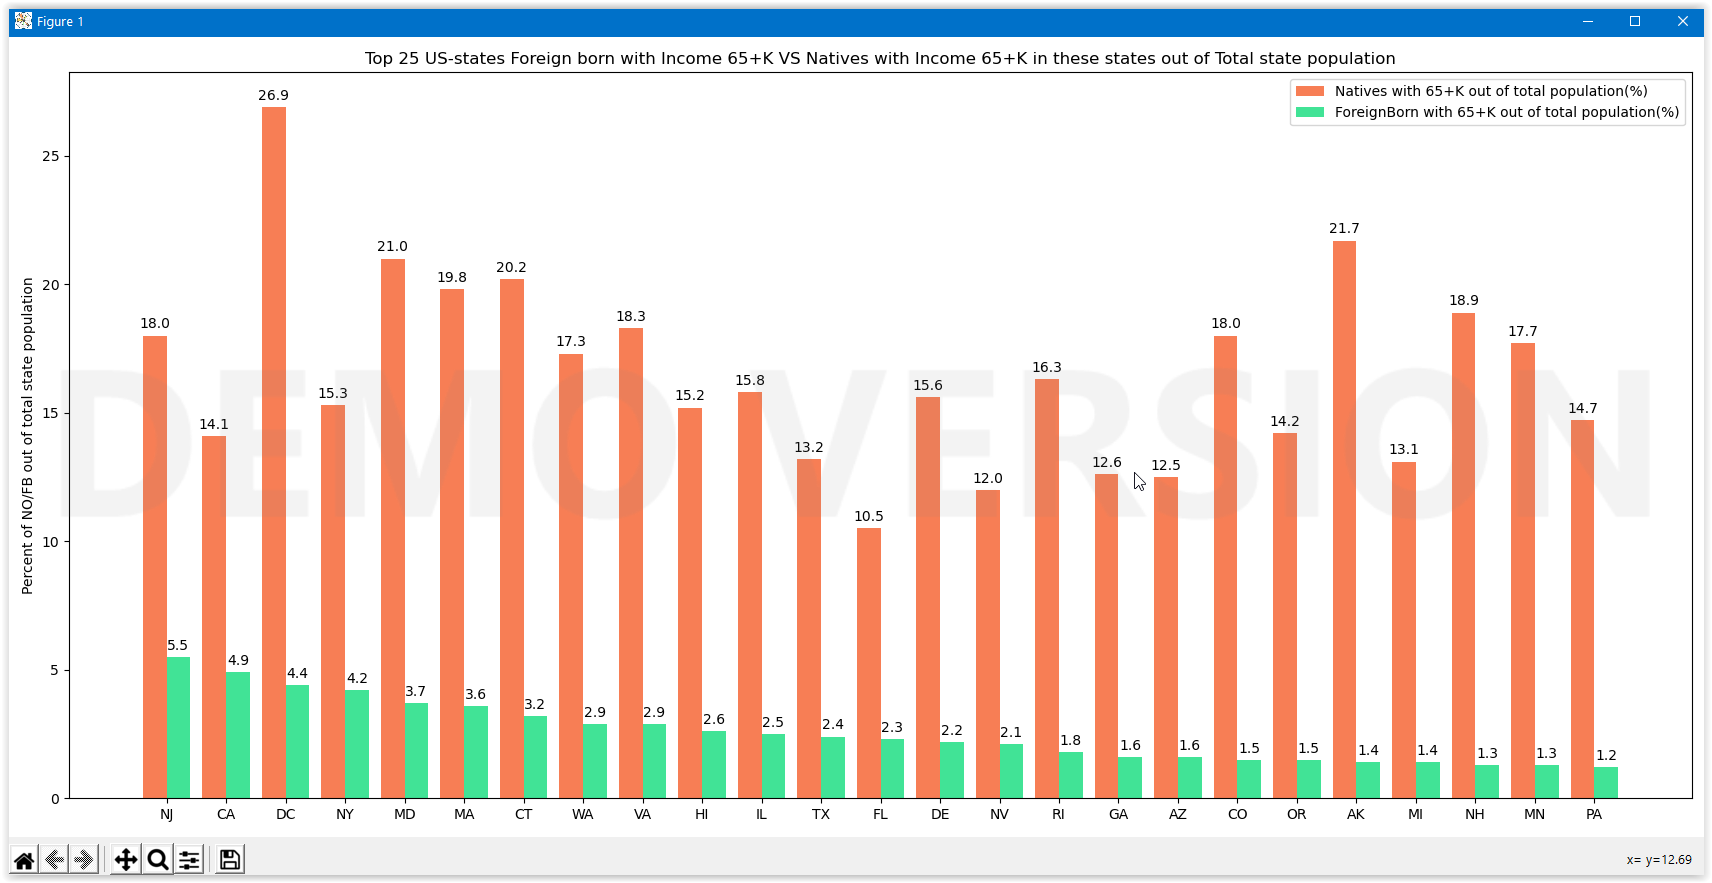 Figure 1
Top 25 US-states Foreign born with Income 65+K VS Natives with Income 65+K in these states out of Total state population
Natives with 65+K out of total population(%)
ForeignBorn with 65+K out of total population(%)
Percent of NO/FB out of total state population
25
20
15
10
5
0
18.0 14.1 26.9 15.3 21.0 19.8 20.2 17.3 18.3 15.2 15.8 13.2 10.5 15.6 12.0 16.3 12.6 12.5 18.0 14.2 21.7 13.1 18.9 17.7 14.7
DEMO VERSION
5.5 4.9 4.4 4.2 3.7 3.6 3.2 2.9 2.9 2.6 2.5 2.4 2.3 2.2 2.1 1.8 1.6 1.6 1.5 1.5 1.4 1.4 1.3 1.3 1.2
NJ CA DC NY MD MA CT WA VA HI IL TX FL DE NV RI GA AZ CO OR AK MI NH MN PA
x= y=12.69